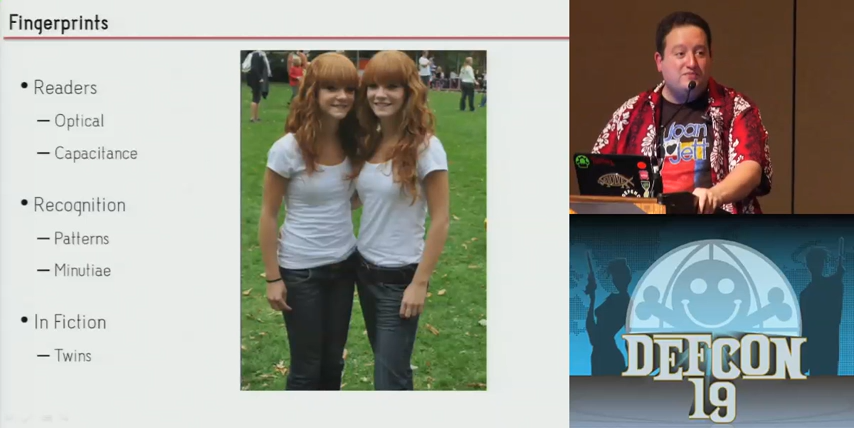 Fingerprints
• Readers
– Optical
– Capacitance
• Recognition
– Patterns
– Minutiae
• In Fiction
– Twins
Joan
Jett
DEFCON
19